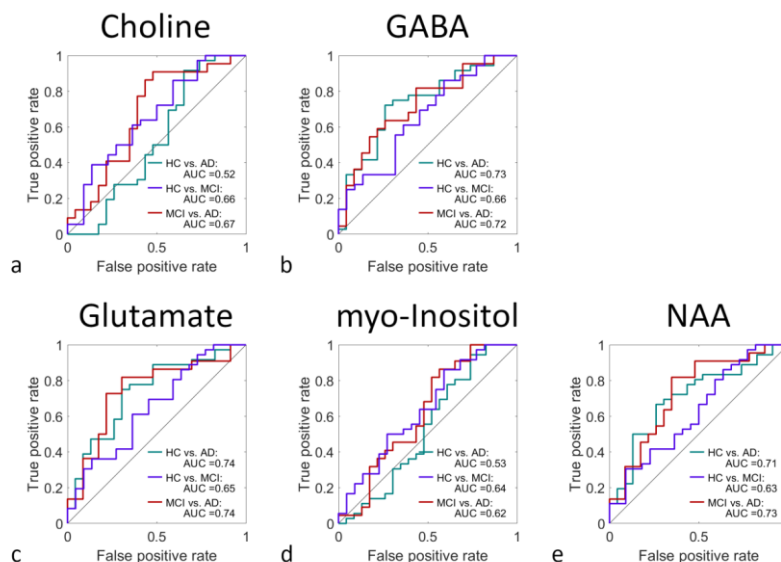 Choline
GABA
True positive rate
1
0.8
0.6
0.4
0.2
0
0
0.5
1
False positive rate
HC vs. AD:
AUC =0.52
HC vs. MCI:
AUC =0.66
MCI vs. AD:
AUC =0.67
a
True positive rate
1
0.8
0.6
0.4
0.2
0
0
0.5
1
False positive rate
HC vs. AD:
AUC =0.73
HC vs. MCI:
AUC =0.66
MCI vs. AD:
AUC =0.72
b
Glutamate
myo-Inositol
NAA
True positive rate
1
0.8
0.6
0.4
0.2
0
0
0.5
1
False positive rate
HC vs. AD:
AUC =0.74
HC vs. MCI:
AUC =0.65
MCI vs. AD:
AUC =0.74
c
True positive rate
1
0.8
0.6
0.4
0.2
0
0
0.5
1
False positive rate
HC vs. AD:
AUC =0.53
HC vs. MCI:
AUC =0.64
MCI vs. AD:
AUC =0.62
d
True positive rate
1
0.8
0.6
0.4
0.2
0
0
0.5
1
False positive rate
HC vs. AD:
AUC =0.71
HC vs. MCI:
AUC =0.63
MCI vs. AD:
AUC =0.73
e